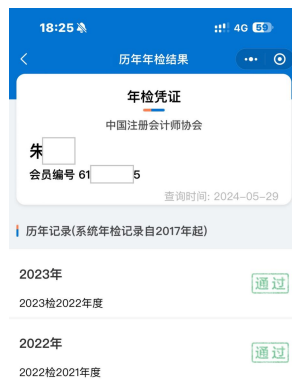 18:25 4G 59
历年年检结果
年检凭证
中国注册会计师协会
朱
会员编号 61 5
查询时间: 2024-05-29
历年记录(系统年检记录自2017年起)
2023年
通过
2023检2022年度
2022年
通过
2022检2021年度